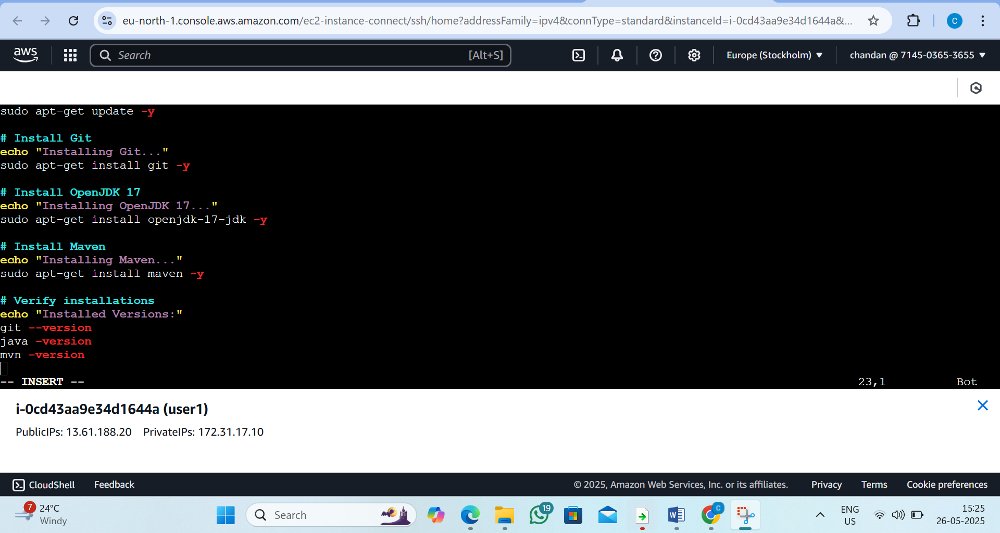 eu-north-1.console.aws.amazon.com/ec2-instance-connect/ssh/home?addressFamily=ipv4&connType=standard&instanceId=i-0cd43aa9e34d1644a&...
C
aws
Search [Alt+S]
Europe (Stockholm)
chandan @ 7145-0365-3655
sudo apt-get update -y
# Install Git
echo "Installing Git..."
sudo apt-get install git -y
# Install OpenJDK 17
echo "Installing OpenJDK 17..."
sudo apt-get install openjdk-17-jdk -y
# Install Maven
echo "Installing Maven..."
sudo apt-get install maven -y
# Verify installations
echo "Installed Versions:"
git --version
java -version
mvn -version
-- INSERT -- 23,1 Bot
i-0cd43aa9e34d1644a (user1)
PublicIPs: 13.61.188.20 PrivateIPs: 172.31.17.10
CloudShell Feedback © 2025, Amazon Web Services, Inc. or its affiliates. Privacy Terms Cookie preferences
7
24°C
Windy
Search
19
W
C
ENG
US
15:25
26-05-2025